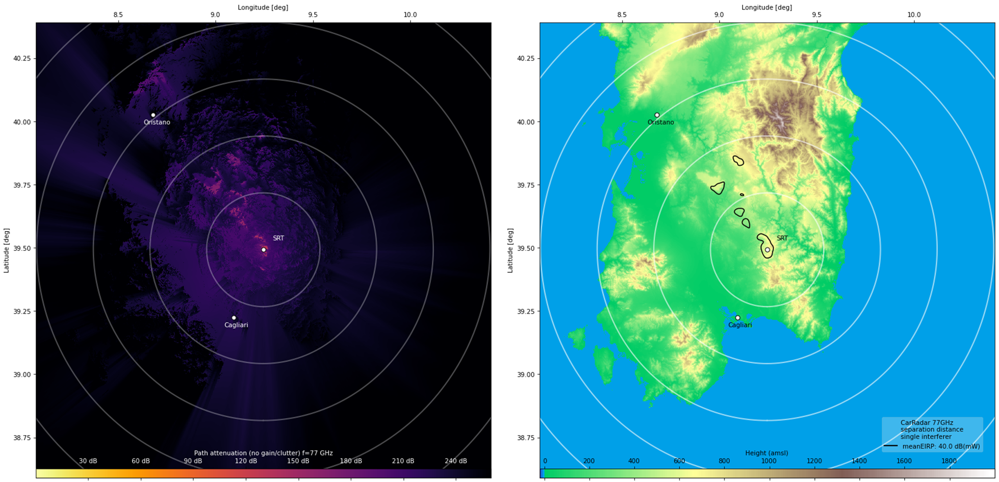 Longitude [deg]
8.5 9.0 9.5 10.0
Latitude [deg]
40.25
40.00
39.75
39.50
39.25
39.00
38.75
Oristano
SRT
Cagliari
Path attenuation (no gain/clutter) f=77 GHz
30 dB 60 dB 90 dB 120 dB 150 dB 180 dB 210 dB 240 dB
Longitude [deg]
8.5 9.0 9.5 10.0
Latitude [deg]
40.25
40.00
39.75
39.50
39.25
39.00
38.75
Oristano
SRT
Cagliari
CarRadar 77GHz
separation distance
single interferer
meanEIRP: 40.0 dB(mW)
Height (amsl)
0 200 400 600 800 1000 1200 1400 1600 1800